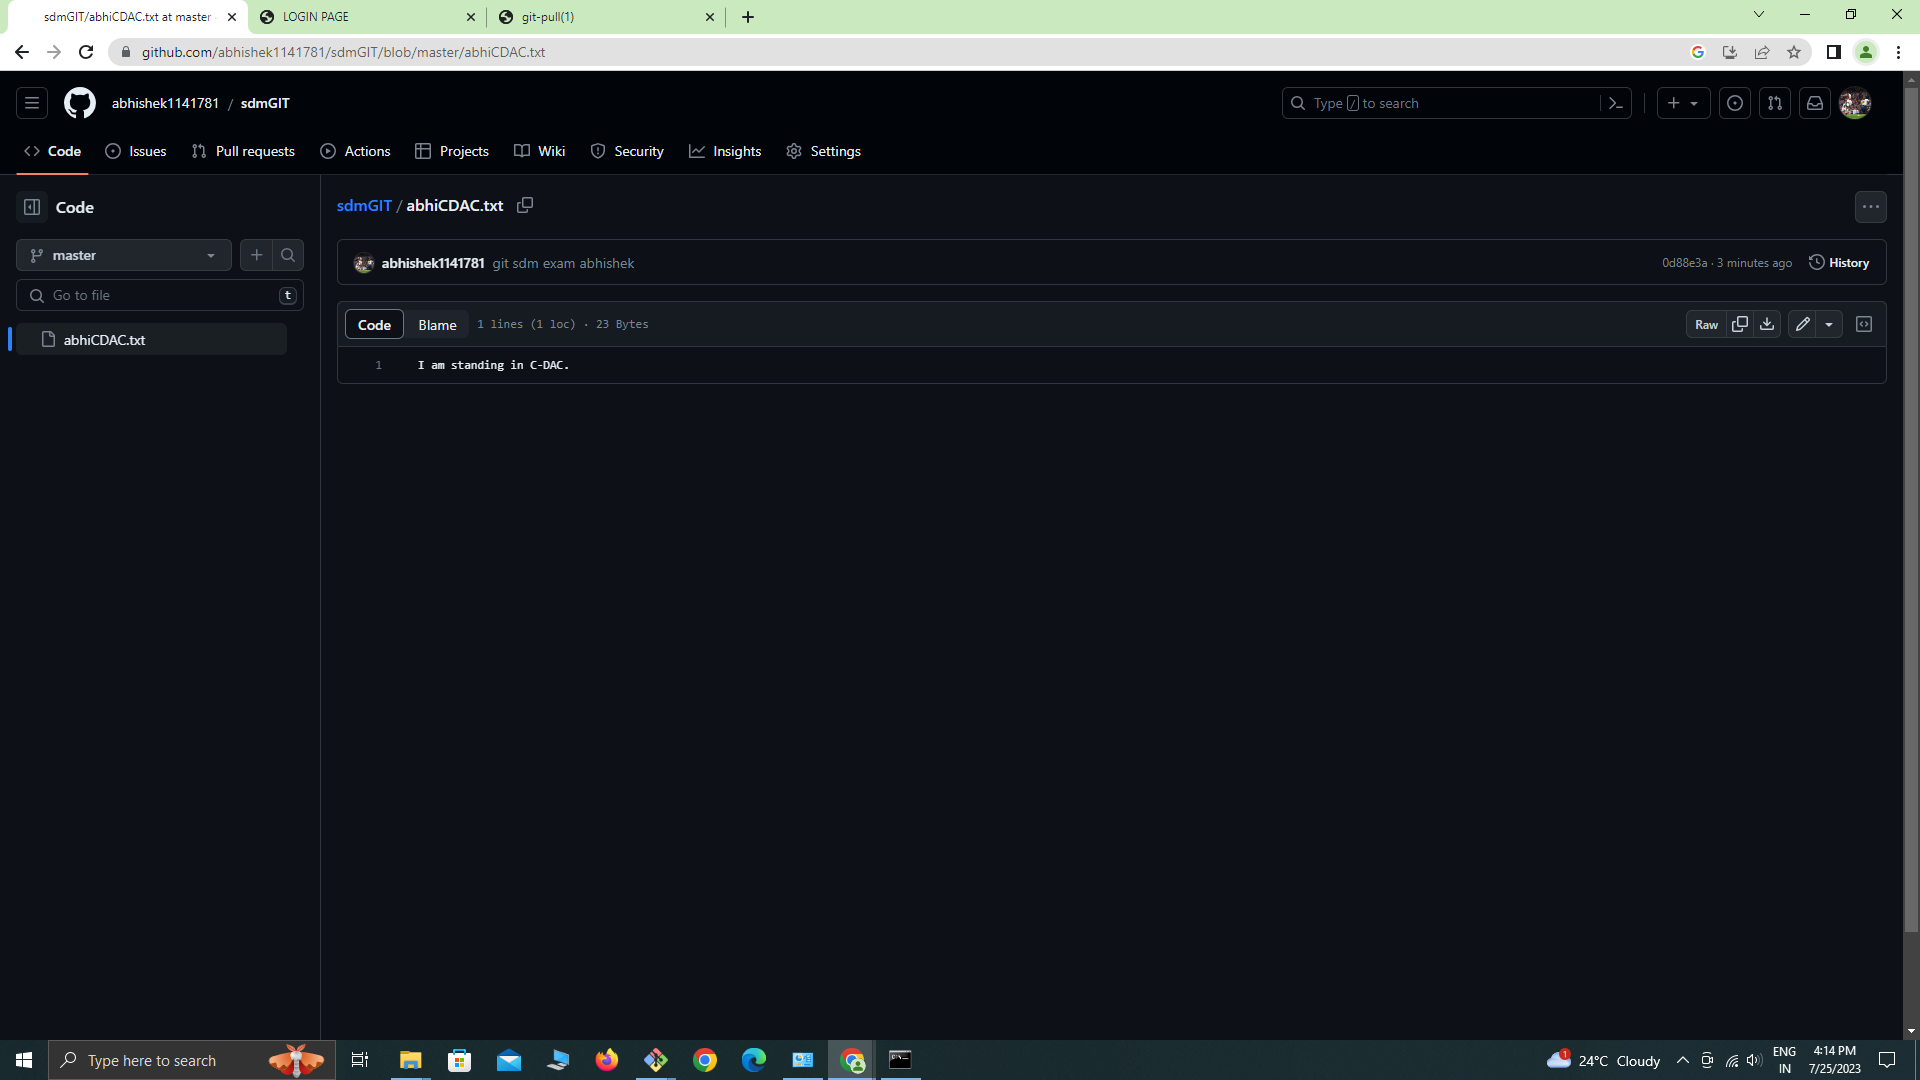 sdmGIT/abhiCDAC.txt at master
LOGIN PAGE
git-pull(1)
github.com/abhishek1141781/sdmGIT/blob/master/abhiCDAC.txt
abhishek1141781 / sdmGIT
Type / to search
Code
Issues
Pull requests
Actions
Projects
Wiki
Security
Insights
Settings
Code
master
Go to file
t
abhiCDAC.txt
sdmGIT / abhiCDAC.txt
abhishek1141781 git sdm exam abhishek
0d88e3a · 3 minutes ago
History
Code
Blame
1 lines (1 loc) · 23 Bytes
Raw
1 I am standing in C-DAC.
Type here to search
1
24°C Cloudy
ENG
IN
4:14 PM
7/25/2023